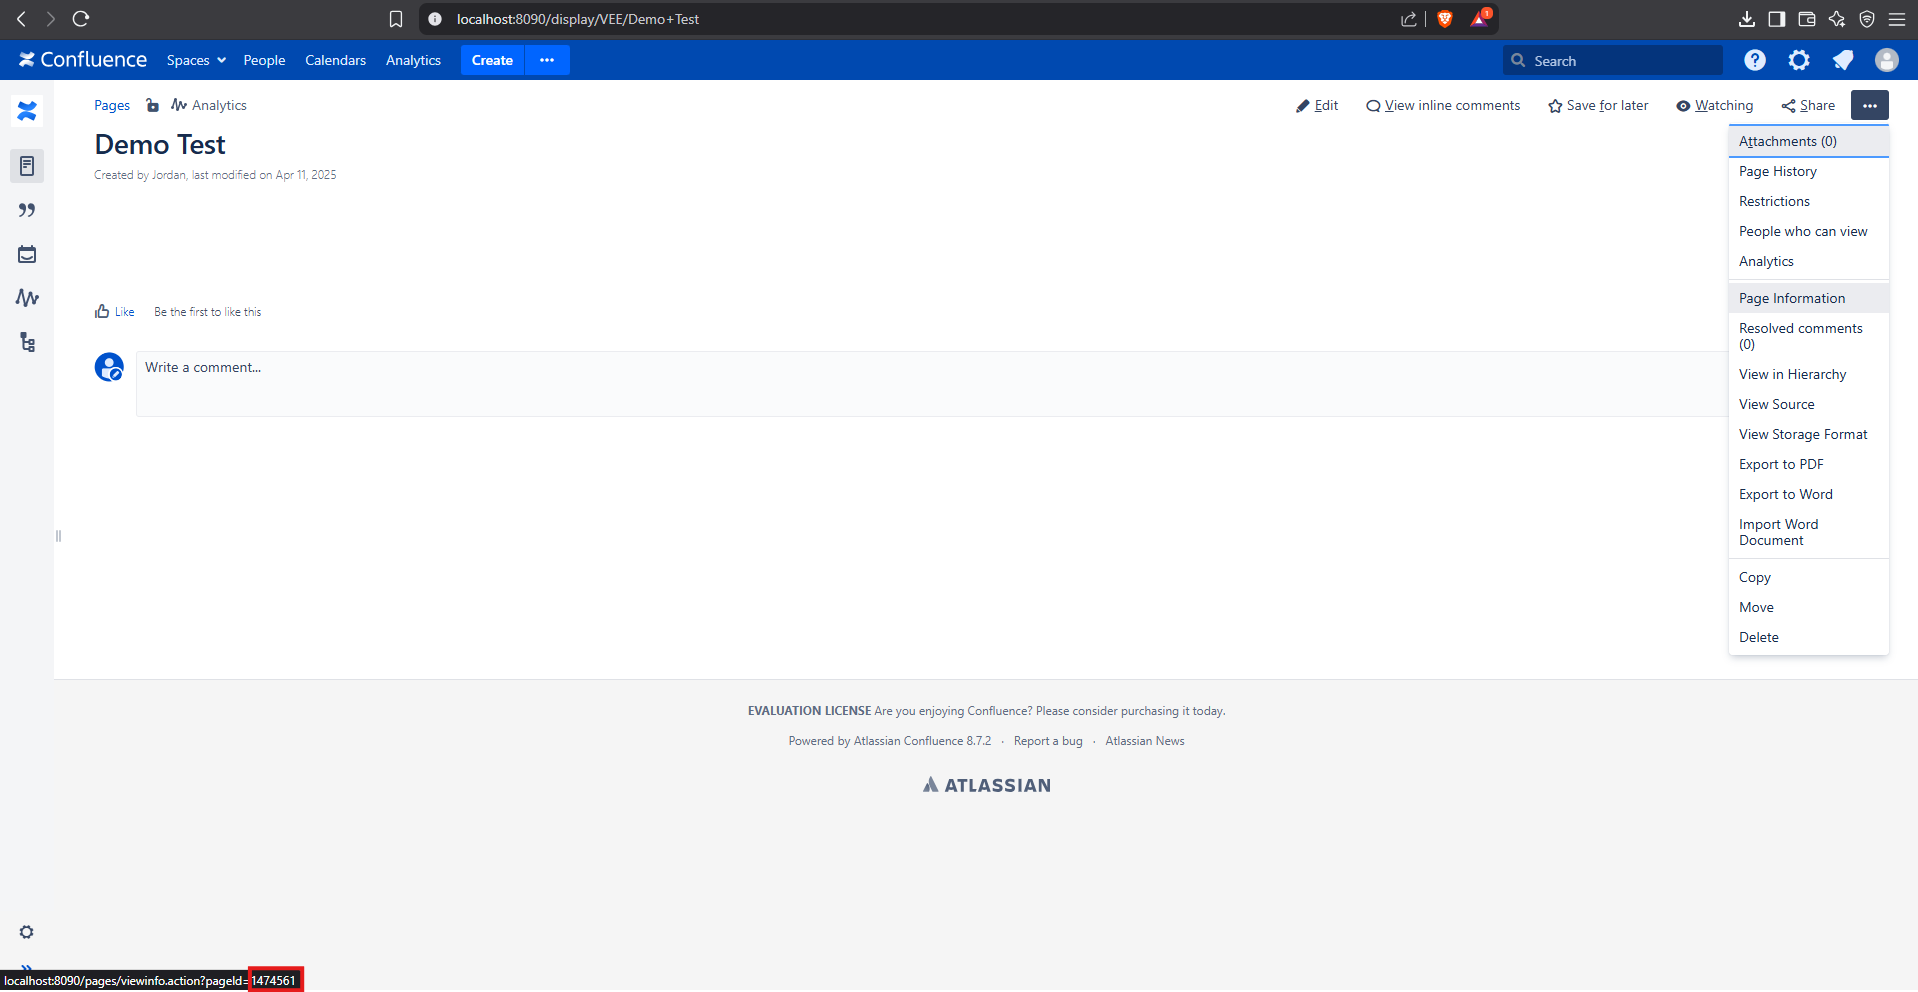 localhost:8090/display/VEE/Demo+Test
1
Confluence Spaces People Calendars Analytics Create ••• Search
Pages Analytics Edit View inline comments Save for later Watching Share •••
Demo Test
Created by Jordan, last modified on Apr 11, 2025
Attachments (0)
Page History
Restrictions
People who can view
Analytics
Page Information
Resolved comments
(0)
View in Hierarchy
View Source
View Storage Format
Export to PDF
Export to Word
Import Word
Document
Copy
Move
Delete
Like Be the first to like this
Write a comment...
EVALUATION LICENSE Are you enjoying Confluence? Please consider purchasing it today.
Powered by Atlassian Confluence 8.7.2 · Report a bug · Atlassian News
ATLASSIAN
localhost:8090/pages/viewinfo.action?pageId=1474561